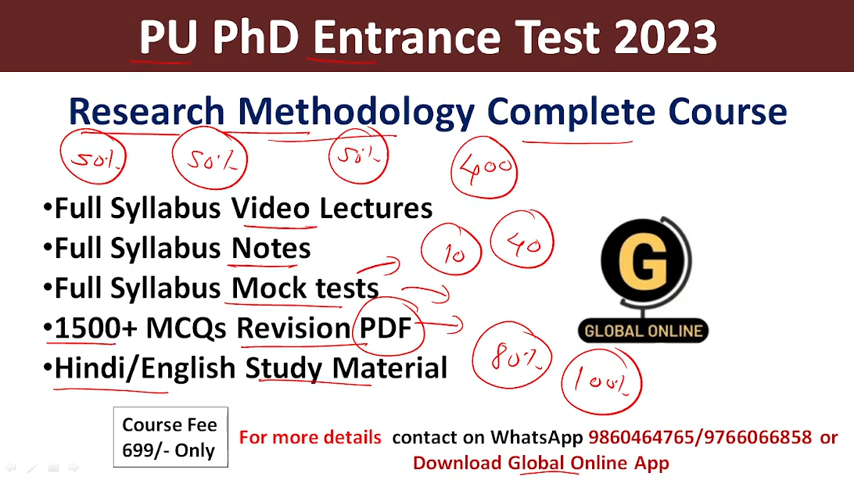 PU PhD Entrance Test 2023
Research Methodology Complete Course
50% 50% 50% 400
•Full Syllabus Video Lectures
•Full Syllabus Notes
10 40
•Full Syllabus Mock tests
•1500+ MCQs Revision PDF
80% 100%
•Hindi/English Study Material
G
GLOBAL ONLINE
Course Fee
699/- Only
For more details contact on WhatsApp 9860464765/9766066858 or
Download Global Online App